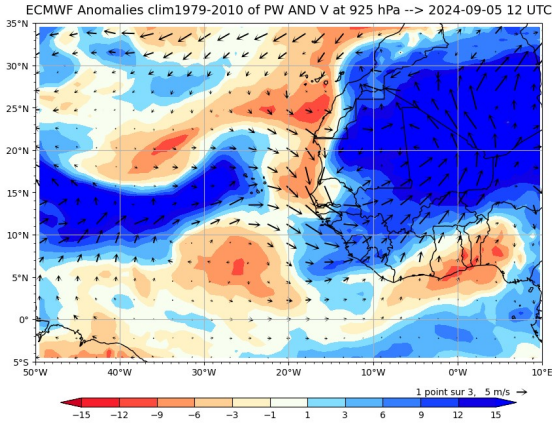 ECMWF Anomalies clim1979-2010 of PW AND V at 925 hPa --> 2024-09-05 12 UTC
35°N
30°N
25°N
20°N
15°N
10°N
5°N
0°
5°S
50°W 40°W 30°W 20°W 10°W 0°W 10°E
1 point sur 3, 5 m/s
−15 −12 −9 −6 −3 −1 1 3 6 9 12 15